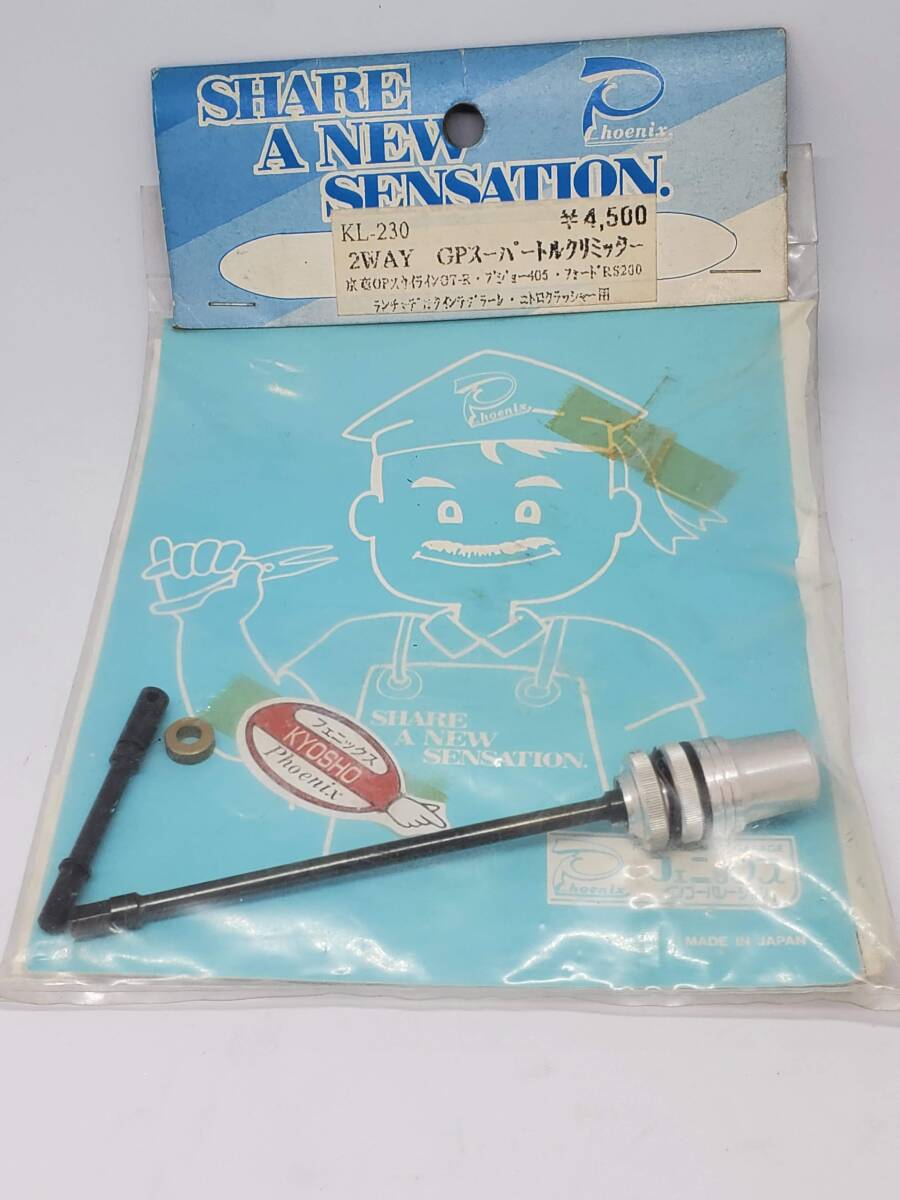 SHARE
A NEW
SENSATION.
Phoenix.
¥4,500
KL-230
2WAY GPスーパートルクリミッター
京商GPスカイラインGT-R・プジョー405・フォードRS200
ランチャデルタインテグラーレ・ニトロクラッシャー用
Phoenix
SHARE
A NEW
SENSATION.
フェニックス
KYOSHO
Phoenix
Phoenix
フェニックス
MADE IN JAPAN